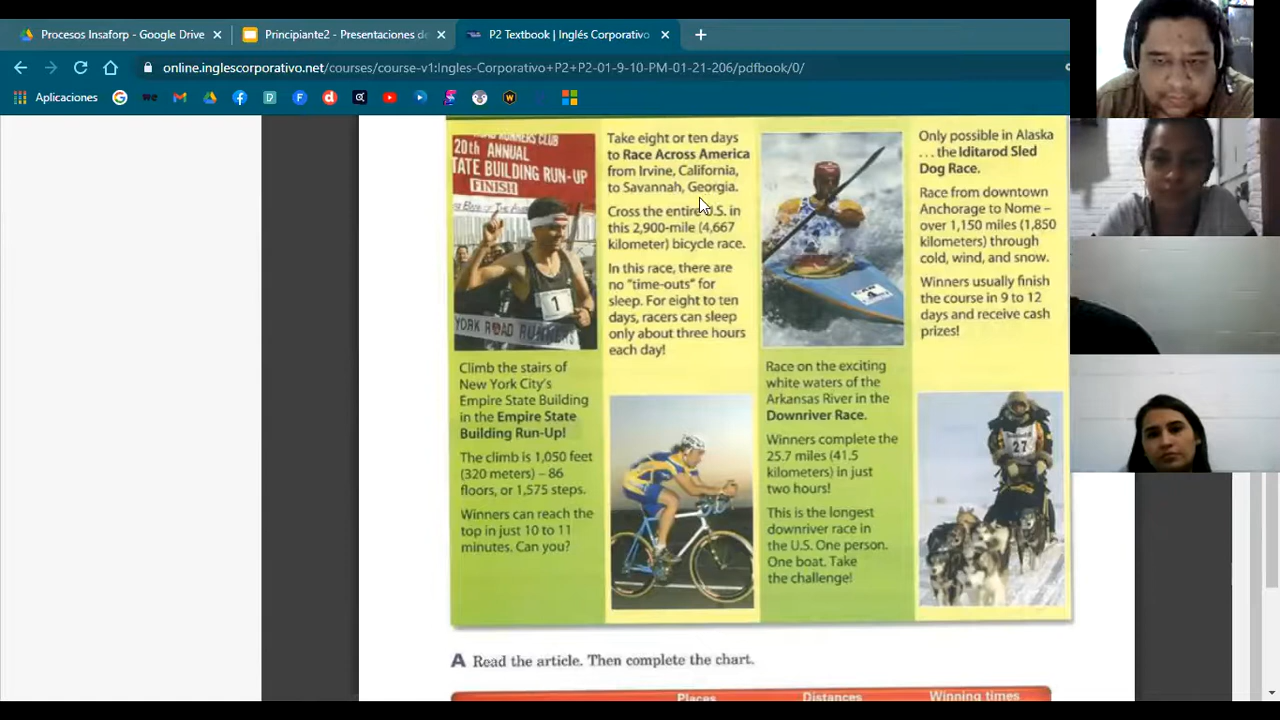 Procesos Insaforp - Google Drive
Principiante2 - Presentaciones de
P2 Textbook | Inglés Corporativo
online.inglescorporativo.net/courses/course-v1:Ingles-Corporativo+P2+P2-01-9-10-PM-01-21-206/pdfbook/0/
Aplicaciones
20th ANNUAL
TATE BUILDING RUN-UP
FINISH
1
YORK ROAD RUNNERS
Climb the stairs of
New York City's
Empire State Building
in the Empire State
Building Run-Up!
The climb is 1,050 feet
(320 meters) – 86
floors, or 1,575 steps.
Winners can reach the
top in just 10 to 11
minutes. Can you?
Take eight or ten days
to Race Across America
from Irvine, California,
to Savannah, Georgia.
Cross the entire U.S. in
this 2,900-mile (4,667
kilometer) bicycle race.
In this race, there are
no "time-outs" for
sleep. For eight to ten
days, racers can sleep
only about three hours
each day!
Race on the exciting
white waters of the
Arkansas River in the
Downriver Race.
Winners complete the
25.7 miles (41.5
kilometers) in just
two hours!
This is the longest
downriver race in
the U.S. One person.
One boat. Take
the challenge!
Only possible in Alaska
. . . the Iditarod Sled
Dog Race.
Race from downtown
Anchorage to Nome –
over 1,150 miles (1,850
kilometers) through
cold, wind, and snow.
Winners usually finish
the course in 9 to 12
days and receive cash
prizes!
27
A Read the article. Then complete the chart.
Places Distances Winning times